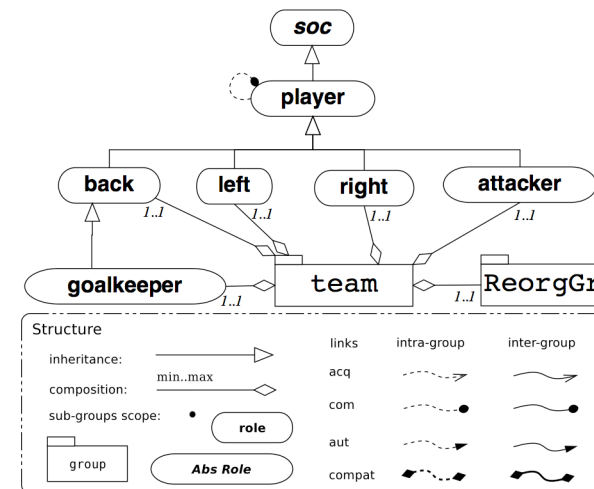 soc
player
back left right attacker
1..1 1..1 1..1 1..1
goalkeeper team ReorgGr
1..1 1..1
Structure
links intra-group inter-group
inheritance:
acq
min..max
composition:
com
sub-groups scope: role
aut
group Abs Role
compat